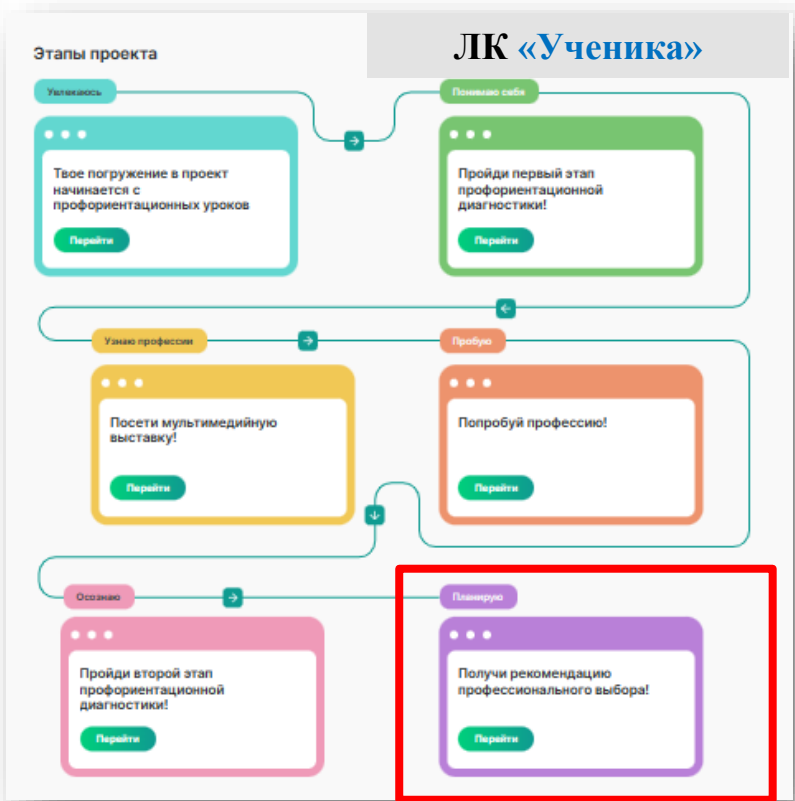 ЛК «Ученика»
Этапы проекта
Увлекаюсь
Понимаю себя
Твое погружение в проект
начинается с
профориентационных уроков
Перейти
Пройди первый этап
профориентационной
диагностики!
Перейти
Узнаю профессии
Пробую
Посети мультимедийную
выставку!
Перейти
Попробуй профессию!
Перейти
Осознаю
Планирую
Пройди второй этап
профориентационной
диагностики!
Перейти
Получи рекомендацию
профессионального выбора!
Перейти